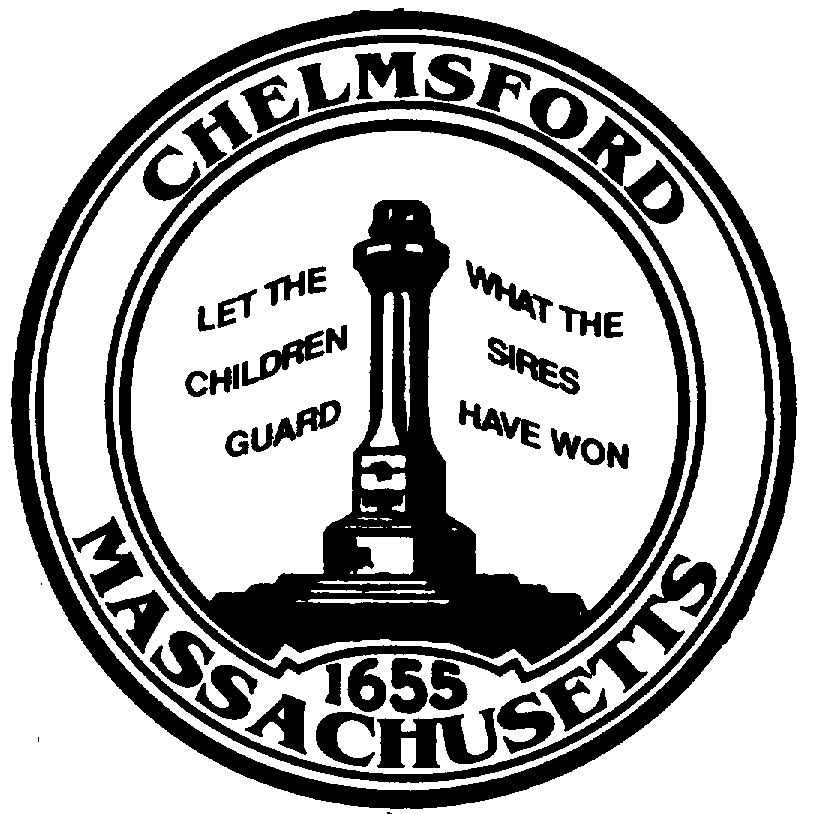 CHELMSFORD
LET THE
CHILDREN
GUARD
WHAT THE
SIRES
HAVE WON
1655
MASSACHUSETTS